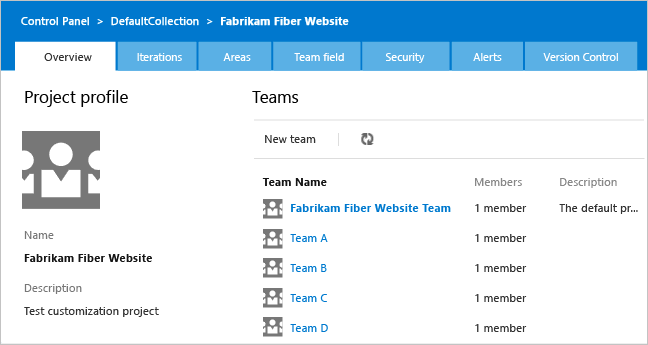 Control Panel > DefaultCollection > Fabrikam Fiber Website
Overview Iterations Areas Team field Security Alerts Version Control
Project profile
Name
Fabrikam Fiber Website
Description
Test customization project
Teams
New team
Team Name Members Description
Fabrikam Fiber Website Team 1 member The default pr...
Team A 1 member
Team B 1 member
Team C 1 member
Team D 1 member